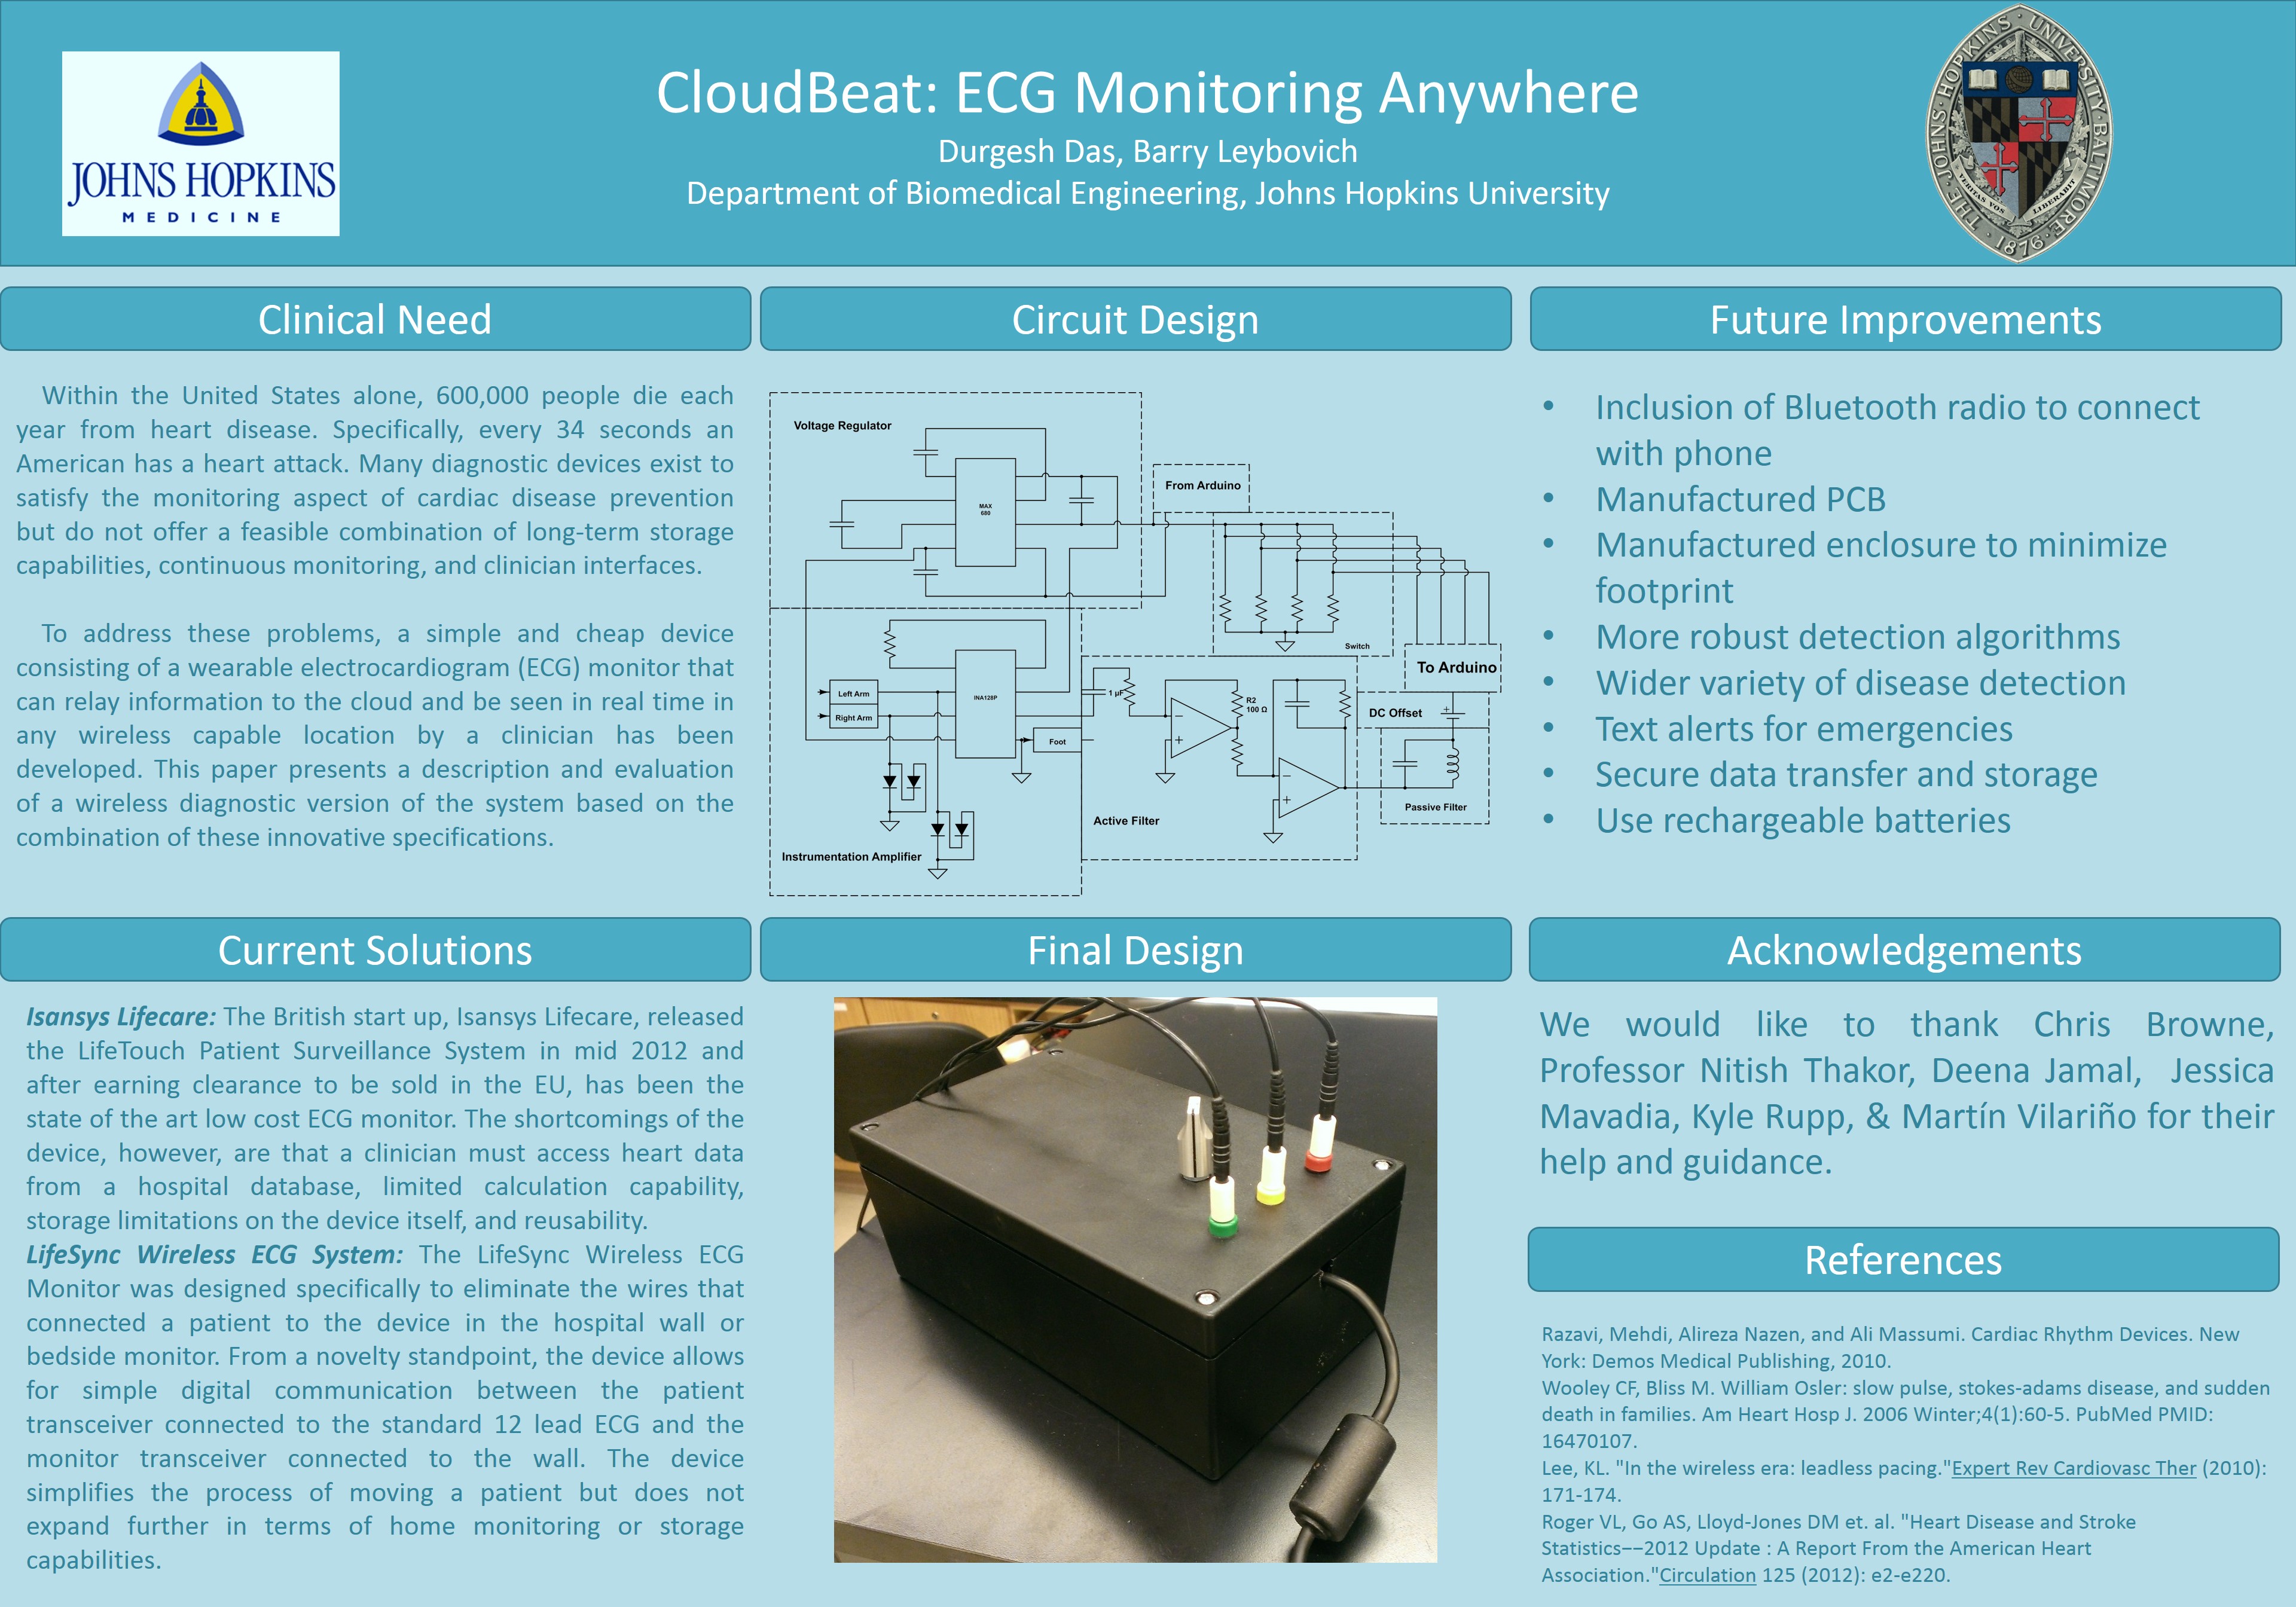 JOHNS HOPKINS
MEDICINE
CloudBeat: ECG Monitoring Anywhere
Durgesh Das, Barry Leybovich
Department of Biomedical Engineering, Johns Hopkins University
THE · JOHNS · HOPKINS · UNIVERSITY · BALTIMORE ·
VERITAS VOS
LIBERABIT
· 1876 ·
Clinical Need
Within the United States alone, 600,000 people die each
year from heart disease. Specifically, every 34 seconds an
American has a heart attack. Many diagnostic devices exist to
satisfy the monitoring aspect of cardiac disease prevention
but do not offer a feasible combination of long-term storage
capabilities, continuous monitoring, and clinician interfaces.
To address these problems, a simple and cheap device
consisting of a wearable electrocardiogram (ECG) monitor that
can relay information to the cloud and be seen in real time in
any wireless capable location by a clinician has been
developed. This paper presents a description and evaluation
of a wireless diagnostic version of the system based on the
combination of these innovative specifications.
Current Solutions
Isansys Lifecare: The British start up, Isansys Lifecare, released
the LifeTouch Patient Surveillance System in mid 2012 and
after earning clearance to be sold in the EU, has been the
state of the art low cost ECG monitor. The shortcomings of the
device, however, are that a clinician must access heart data
from a hospital database, limited calculation capability,
storage limitations on the device itself, and reusability.
LifeSync Wireless ECG System: The LifeSync Wireless ECG
Monitor was designed specifically to eliminate the wires that
connected a patient to the device in the hospital wall or
bedside monitor. From a novelty standpoint, the device allows
for simple digital communication between the patient
transceiver connected to the standard 12 lead ECG and the
monitor transceiver connected to the wall. The device
simplifies the process of moving a patient but does not
expand further in terms of home monitoring or storage
capabilities.
Circuit Design
Voltage Regulator
MAX
680
From Arduino
Switch
To Arduino
Left Arm
Right Arm
INA128P
1 µF
Foot
R2
100 Ω
DC Offset
Passive Filter
Active Filter
Instrumentation Amplifier
Final Design
Future Improvements
• Inclusion of Bluetooth radio to connect
with phone
• Manufactured PCB
• Manufactured enclosure to minimize
footprint
• More robust detection algorithms
• Wider variety of disease detection
• Text alerts for emergencies
• Secure data transfer and storage
• Use rechargeable batteries
Acknowledgements
We would like to thank Chris Browne,
Professor Nitish Thakor, Deena Jamal, Jessica
Mavadia, Kyle Rupp, & Martín Vilariño for their
help and guidance.
References
Razavi, Mehdi, Alireza Nazen, and Ali Massumi. Cardiac Rhythm Devices. New
York: Demos Medical Publishing, 2010.
Wooley CF, Bliss M. William Osler: slow pulse, stokes-adams disease, and sudden
death in families. Am Heart Hosp J. 2006 Winter;4(1):60-5. PubMed PMID:
16470107.
Lee, KL. "In the wireless era: leadless pacing."Expert Rev Cardiovasc Ther (2010):
171-174.
Roger VL, Go AS, Lloyd-Jones DM et. al. "Heart Disease and Stroke
Statistics−−2012 Update : A Report From the American Heart
Association."Circulation 125 (2012): e2-e220.